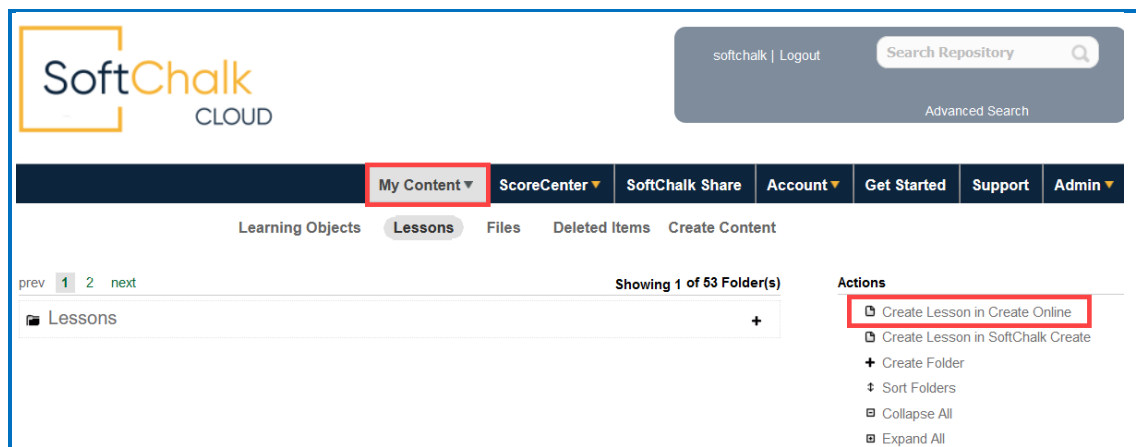 SoftChalk
CLOUD
softchalk | Logout
Search Repository
Advanced Search
My Content ScoreCenter SoftChalk Share Account Get Started Support Admin
Learning Objects Lessons Files Deleted Items Create Content
prev 1 2 next
Showing 1 of 53 Folder(s)
Lessons
Actions
Create Lesson in Create Online
Create Lesson in SoftChalk Create
Create Folder
Sort Folders
Collapse All
Expand All